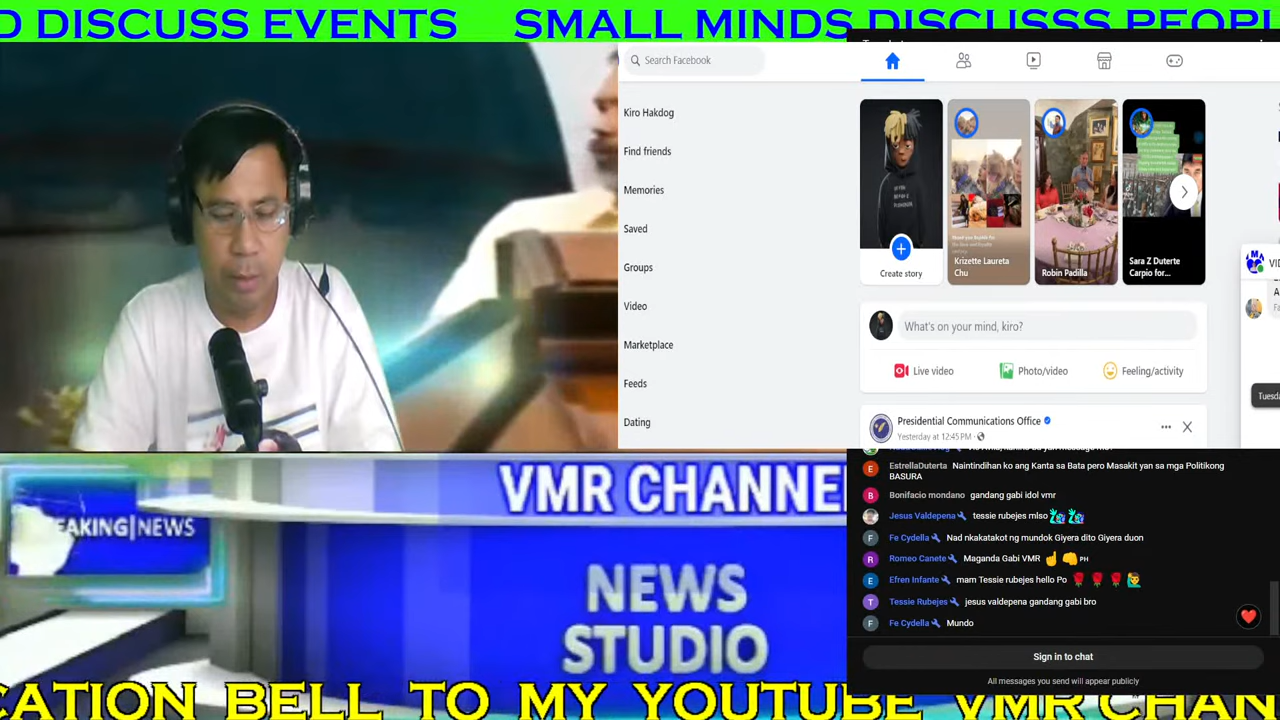 D DISCUSS EVENTS SMALL MINDS DISCUSSS PEOPL
Search Facebook
Kiro Hakdog
Find friends
Memories
Saved
Groups
Video
Marketplace
Feeds
Dating
Create story
Krizette Laureta
Chu
Robin Padilla
Sara Z Duterte
Carpio for...
What's on your mind, kiro?
Live video
Photo/video
Feeling/activity
Presidential Communications Office
Yesterday at 12:45 PM
Tuesda
EstrellaDuterta Naintindihan ko ang Kanta sa Bata pero Masakit yan sa mga Politikong
BASURA
Bonifacio mondano gandang gabi idol vmr
Jesus Valdepena tessie rubejes mlso
Fe Cydella Nad nkakatakot ng mundok Giyera dito Giyera duon
Romeo Canete Maganda Gabi VMR ☝ 👊 PH
Efren Infante mam Tessie rubejes hello Po 🌹 🌹 🌹
Tessie Rubejes jesus valdepena gandang gabi bro
Fe Cydella Mundo
Sign in to chat
All messages you send will appear publicly
VMR CHANNE
EAKING|NEWS
NEWS
STUDIO
CATION BELL TO MY YOUTUBE VMR CHAN